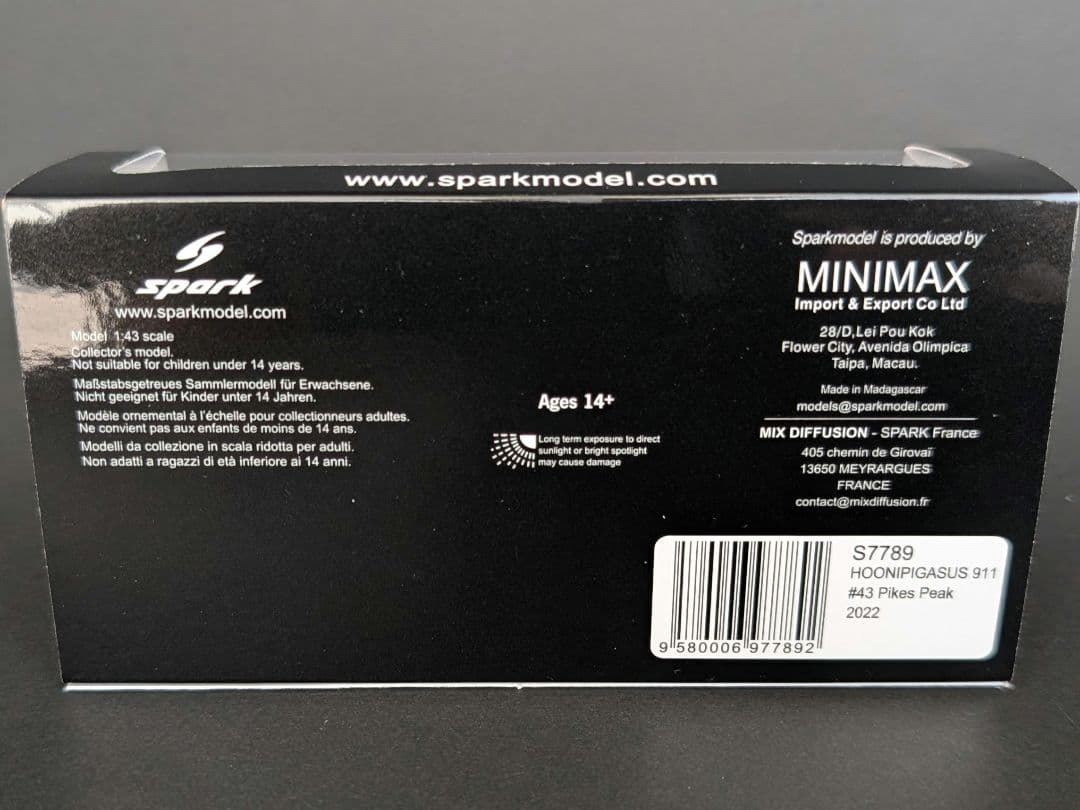 www.sparkmodel.com
spark
www.sparkmodel.com
Model 1:43 scale
Collector's model.
Not suitable for children under 14 years.
Maßstabsgetreues Sammlermodell für Erwachsene.
Nicht geeignet für Kinder unter 14 Jahren.
Modèle ornemental à l'échelle pour collectionneurs adultes.
Ne convient pas aux enfants de moins de 14 ans.
Modelli da collezione in scala ridotta per adulti.
Non adatti a ragazzi di età inferiore ai 14 anni.
Ages 14+
Long term exposure to direct
sunlight or bright spotlight
may cause damage
Sparkmodel is produced by
MINIMAX
Import & Export Co Ltd
28/D,Lei Pou Kok
Flower City, Avenida Olimpica
Taipa, Macau.
Made in Madagascar
models@sparkmodel.com
MIX DIFFUSION - SPARK France
405 chemin de Girovaï
13650 MEYRARGUES
FRANCE
contact@mixdiffusion.fr
S7789
HOONIPIGASUS 911
#43 Pikes Peak
2022
9 580006 977892